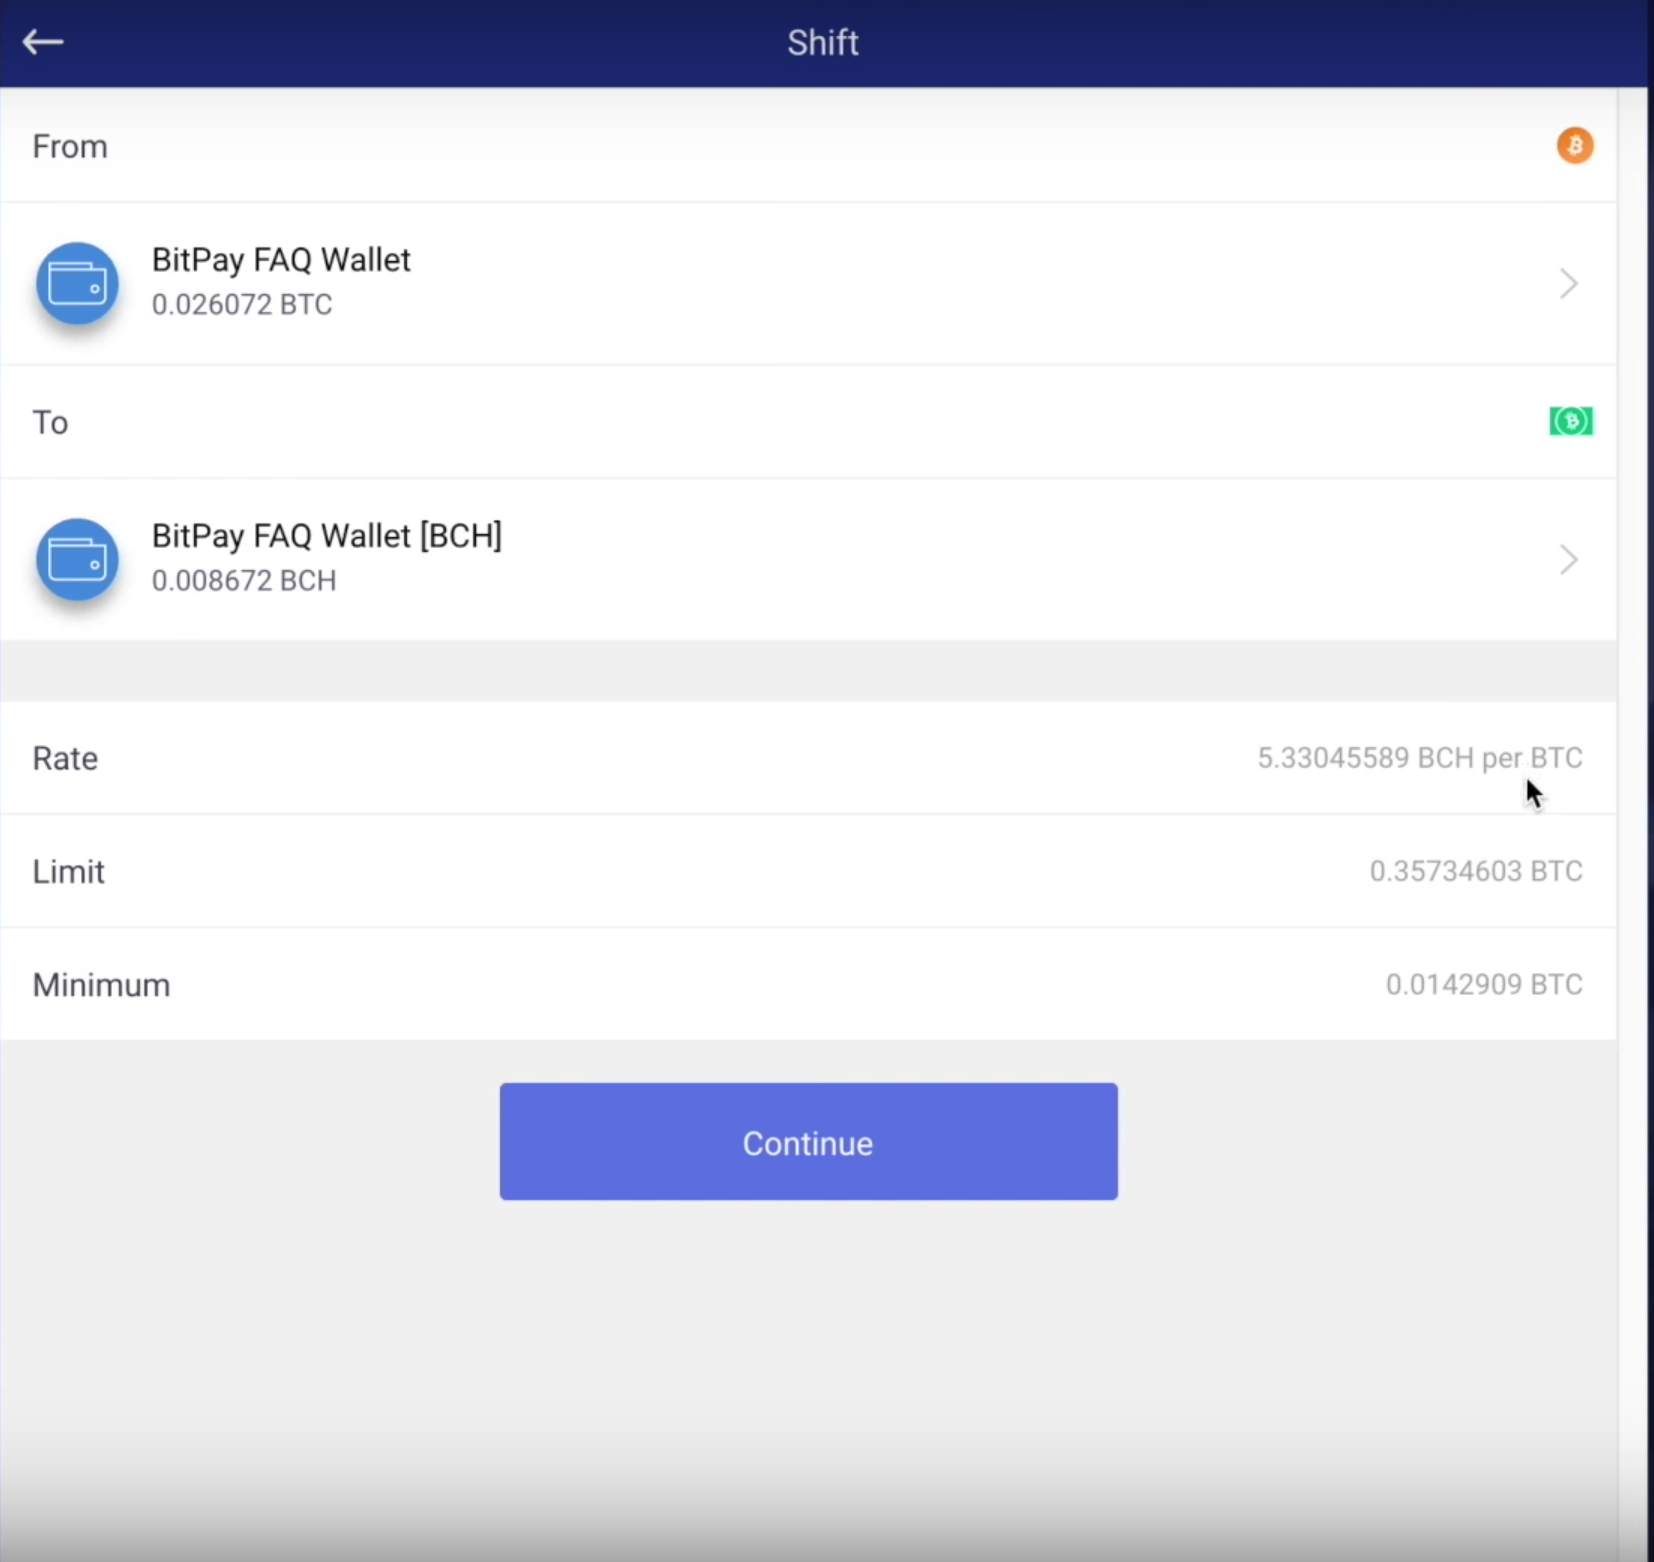 Shift
From
BitPay FAQ Wallet
0.026072 BTC
To
BitPay FAQ Wallet [BCH]
0.008672 BCH
Rate
5.33045589 BCH per BTC
Limit
0.35734603 BTC
Minimum
0.0142909 BTC
Continue